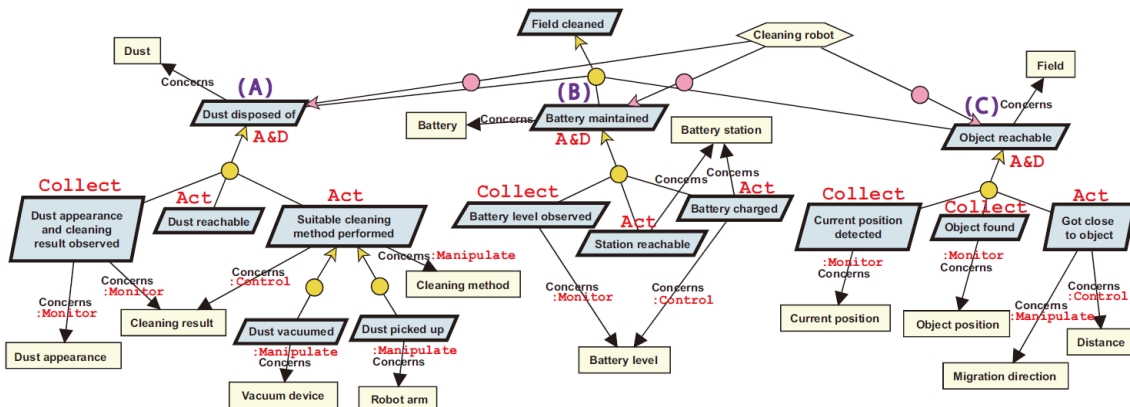 Field cleaned
Cleaning robot
Dust
Field
Concerns
(A)
(B)
(C)
Concerns
Dust disposed of
Battery
Concerns
Battery maintained
Battery station
Object reachable
A&D
A&D
A&D
Collect
Act
Act
Collect
Act
Concerns
Concerns
Act
Collect
Collect
Act
Dust appearance
and cleaning
result observed
Dust reachable
Suitable cleaning
method performed
Battery level observed
Station reachable
Battery charged
Current position
detected
Object found
Got close
to object
Concerns
:Monitor
Concerns
:Monitor
Concerns
:Control
Concerns
:Manipulate
Cleaning method
Concerns
:Monitor
Concerns
:Control
:Monitor
Concerns
:Monitor
Concerns
Concerns
:Manipulate
Concerns
:Control
Cleaning result
Dust vacuumed
Dust picked up
Current position
Object position
Distance
Dust appearance
:Manipulate
Concerns
:Manipulate
Concerns
Battery level
Migration direction
Vacuum device
Robot arm